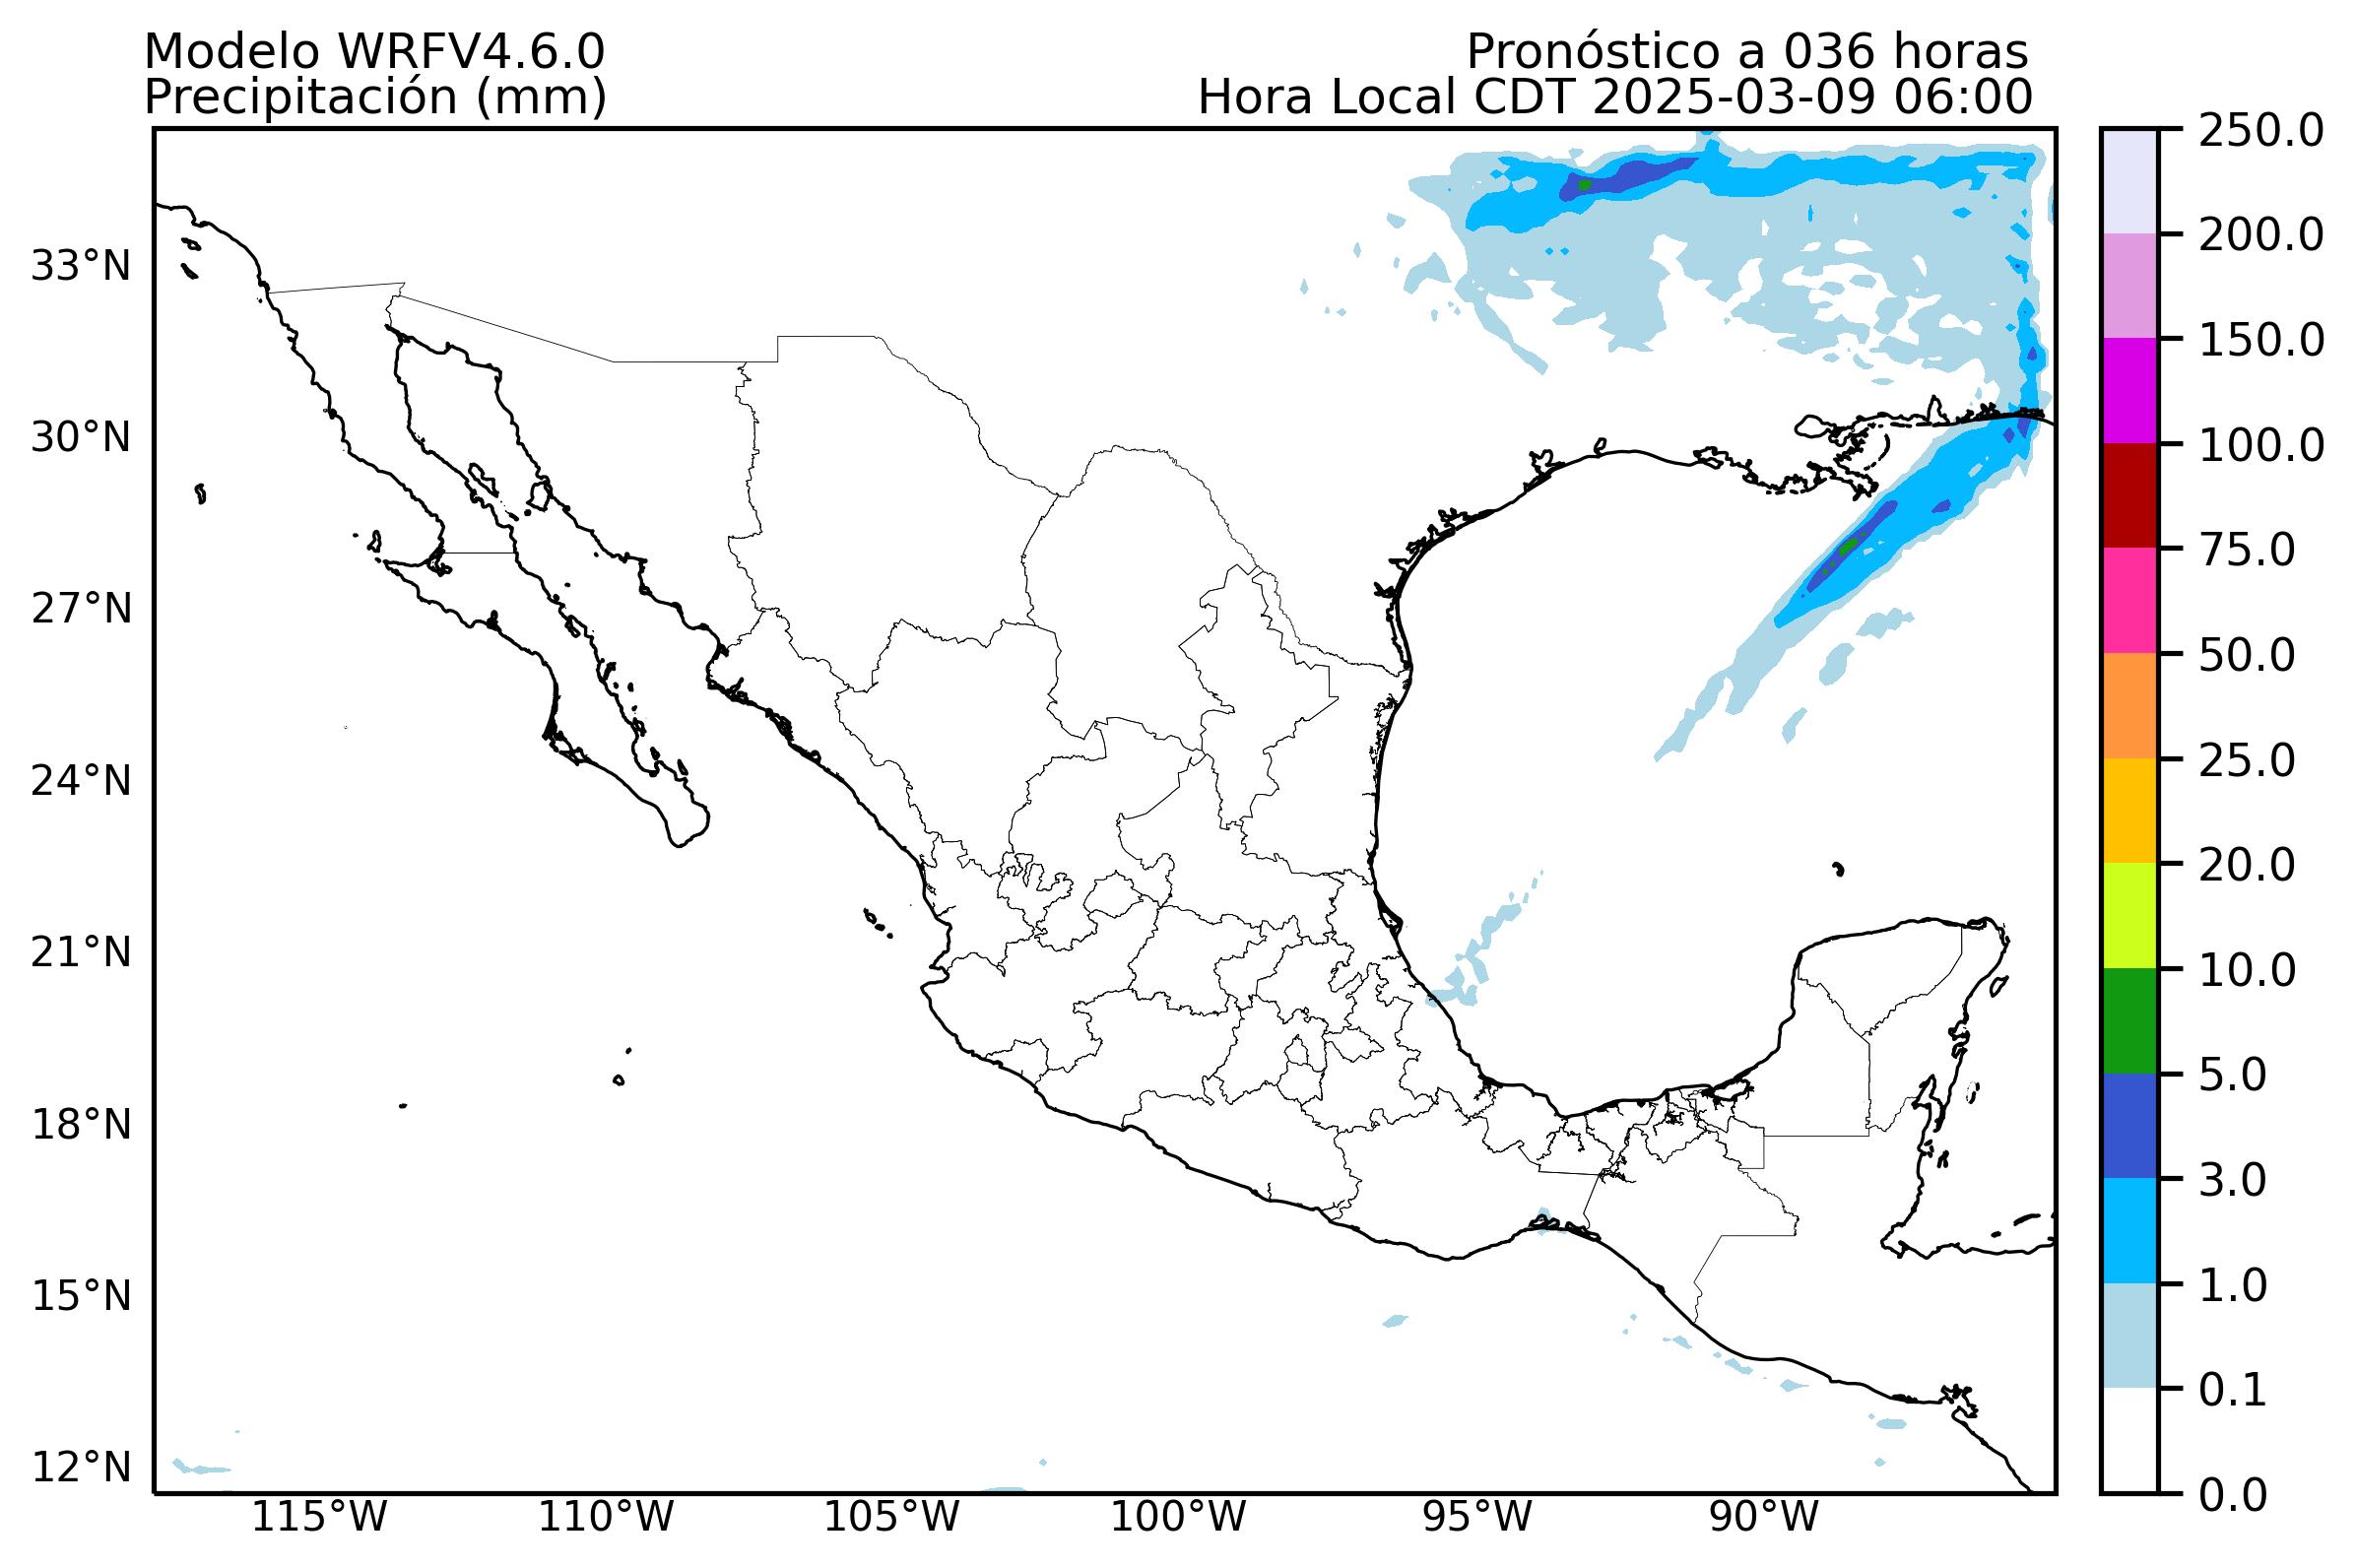 Modelo WRFV4.6.0
Pronóstico a 036 horas
Precipitación (mm)
Hora Local CDT 2025-03-09 06:00
250.0
200.0
150.0
100.0
75.0
50.0
25.0
20.0
10.0
5.0
3.0
1.0
0.1
0.0
33°N
30°N
27°N
24°N
21°N
18°N
15°N
12°N
115°W
110°W
105°W
100°W
95°W
90°W